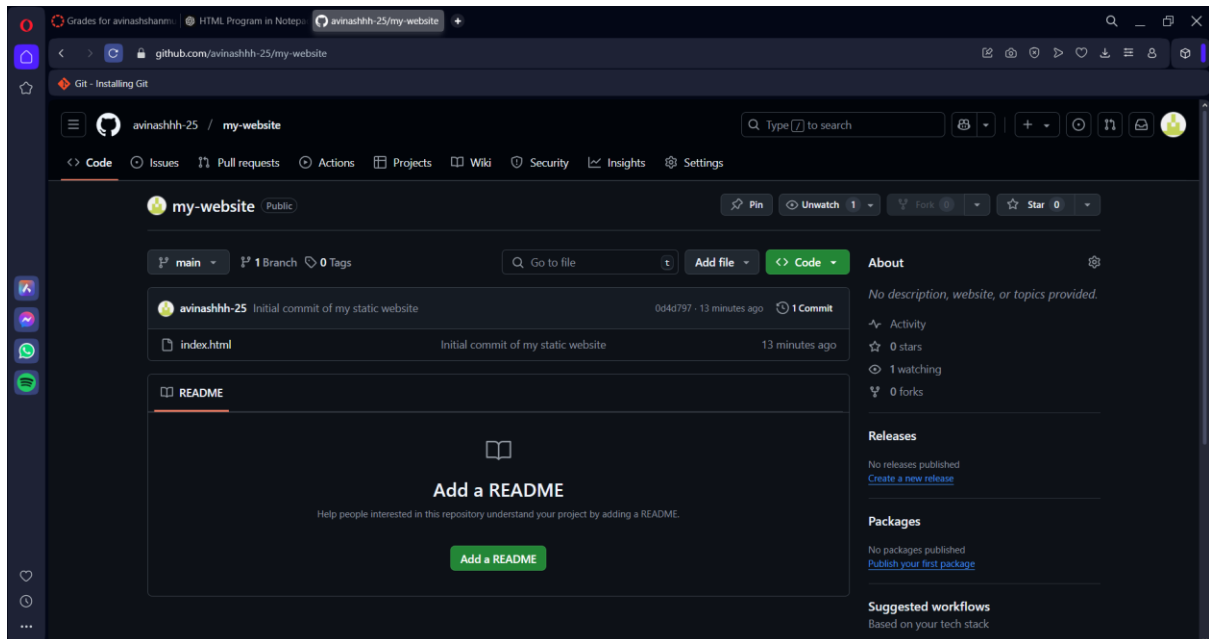 Grades for avinashshanmu
HTML Program in Notepa
avinashhh-25/my-website
github.com/avinashhh-25/my-website
Git - Installing Git
avinashhh-25 / my-website
Type / to search
<> Code
Issues
Pull requests
Actions
Projects
Wiki
Security
Insights
Settings
my-website Public
Pin
Unwatch 1
Fork 0
Star 0
main
1 Branch
0 Tags
Go to file t
Add file
<> Code
avinashhh-25 Initial commit of my static website 0d4d797 · 13 minutes ago 1 Commit
index.html Initial commit of my static website 13 minutes ago
README
Add a README
Help people interested in this repository understand your project by adding a README.
Add a README
About
No description, website, or topics provided.
Activity
0 stars
1 watching
0 forks
Releases
No releases published
Create a new release
Packages
No packages published
Publish your first package
Suggested workflows
Based on your tech stack